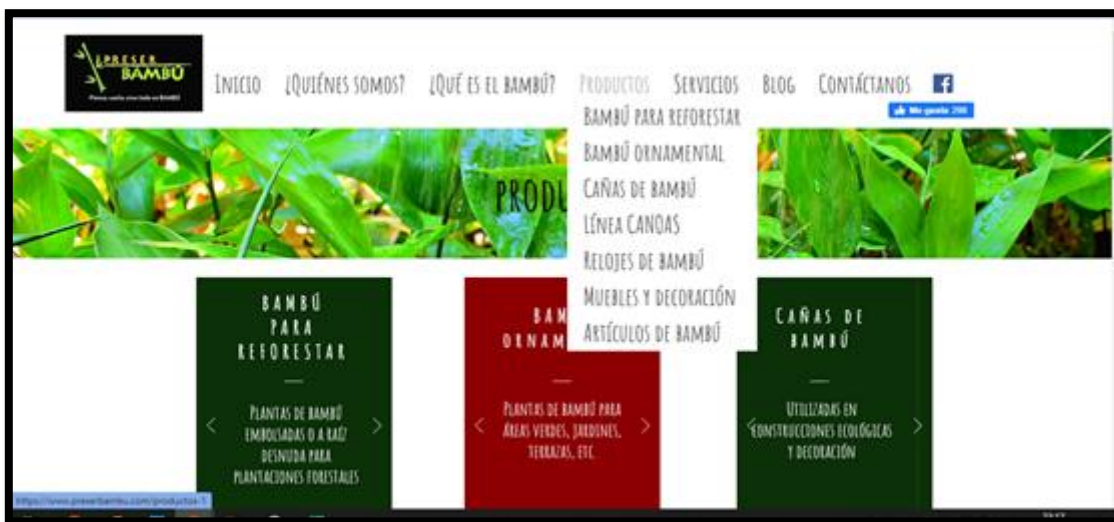 PRESER
BAMBÚ
INICIO ¿QUIÉNES SOMOS? ¿QUÉ ES EL BAMBÚ? PRODUCTOS SERVICIOS BLOG CONTÁCTANOS
Me gusta 298
BAMBÚ PARA REFORESTAR
BAMBÚ ORNAMENTAL
CAÑAS DE BAMBÚ
LÍNEA CANOAS
RELOJES DE BAMBÚ
MUEBLES Y DECORACIÓN
ARTÍCULOS DE BAMBÚ
PRODU
BAMBÚ
PARA
REFORESTAR
PLANTAS DE BAMBÚ
EMBOLSADAS O A RAÍZ
DESNUDA PARA
PLANTACIONES FORESTALES
BAM
ORNAM
PLANTAS DE BAMBÚ PARA
ÁREAS VERDES, JARDINES,
TERRAZAS, ETC.
CAÑAS DE
BAMBÚ
UTILIZADAS EN
CONSTRUCCIONES ECOLÓGICAS
Y DECORACIÓN
https://www.preserbambu.com/productos-1